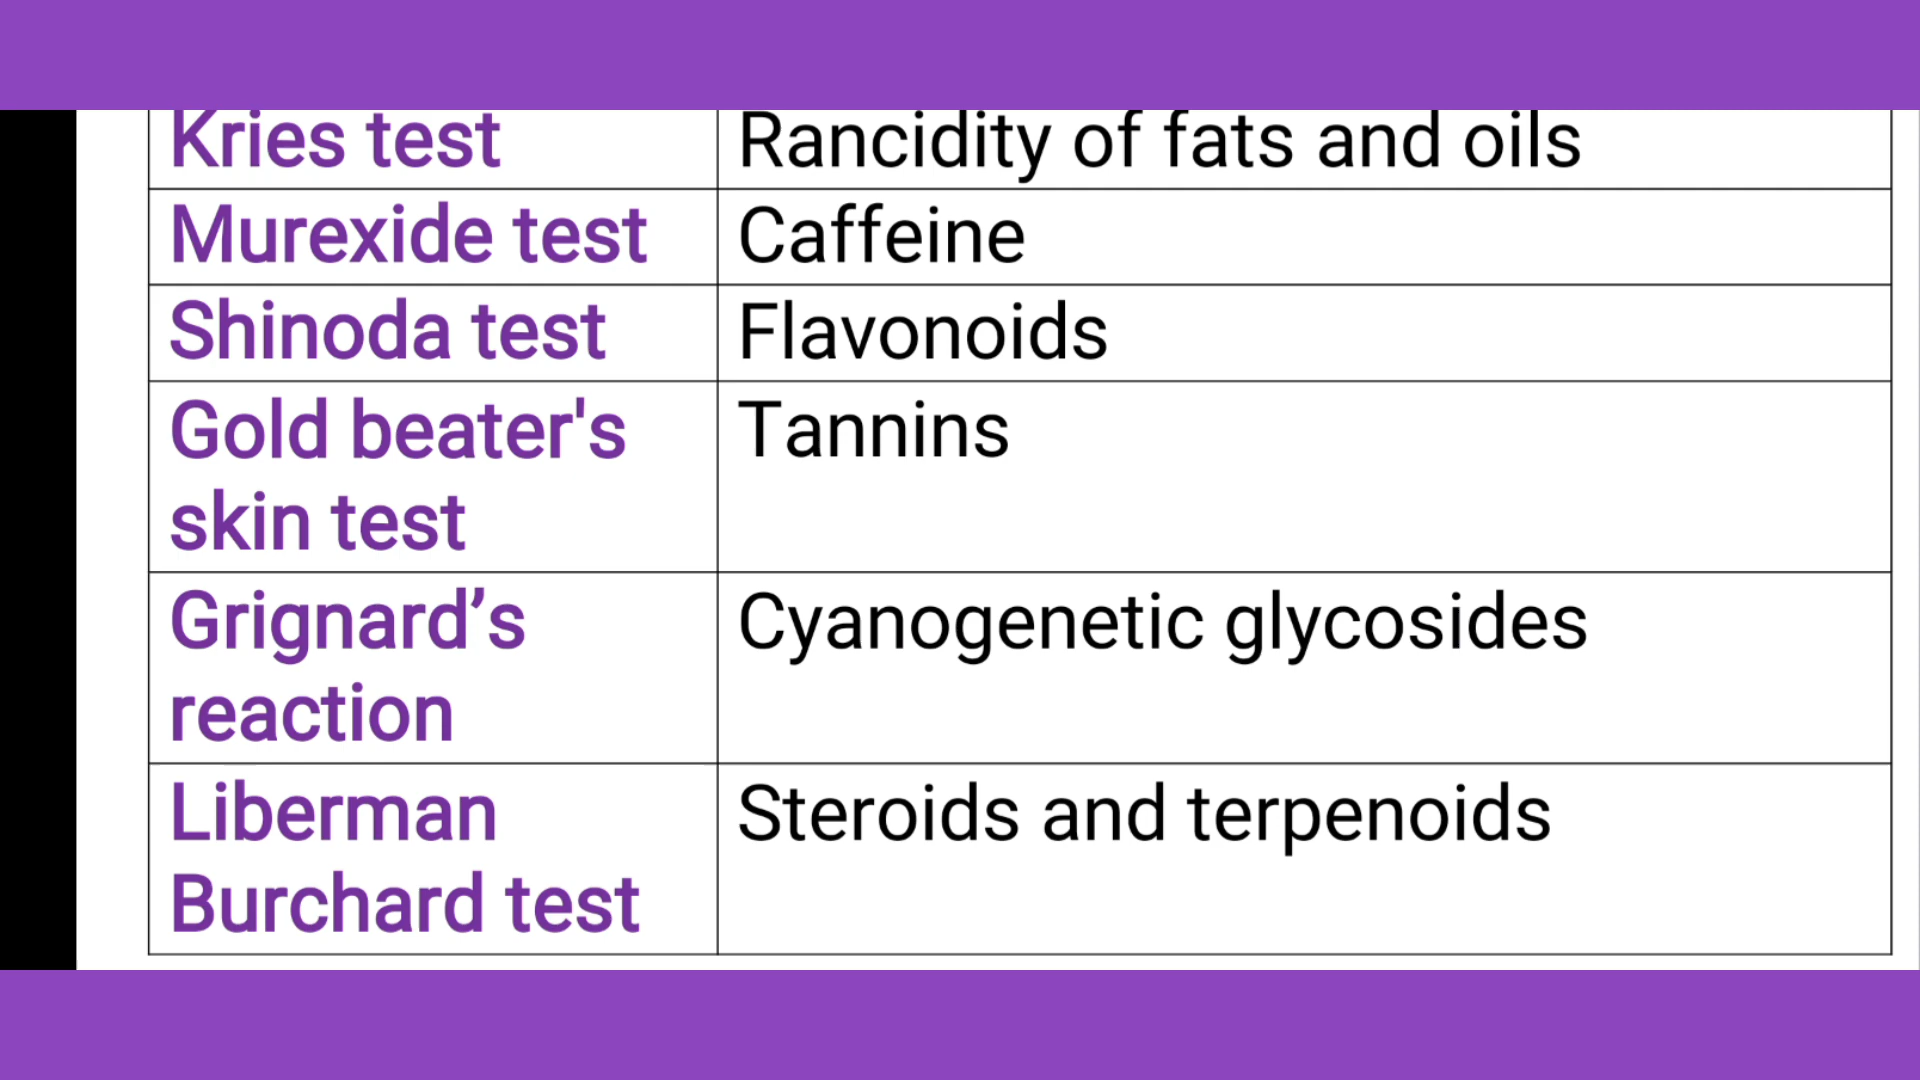 Kries test Rancidity of fats and oils
Murexide test Caffeine
Shinoda test Flavonoids
Gold beater's Tannins
skin test
Grignard’s Cyanogenetic glycosides
reaction
Liberman Steroids and terpenoids
Burchard test